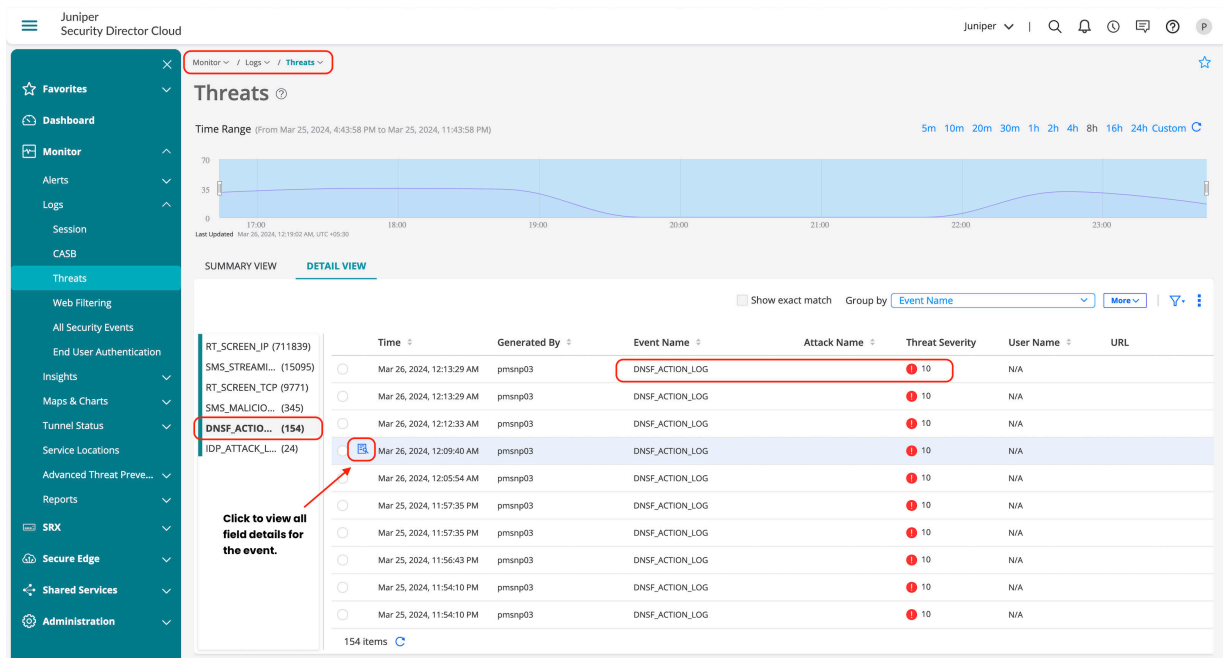 Juniper
Security Director Cloud
Juniper
P
Favorites
Dashboard
Monitor
Alerts
Logs
Session
CASB
Threats
Web Filtering
All Security Events
End User Authentication
Insights
Maps & Charts
Tunnel Status
Service Locations
Advanced Threat Preve...
Reports
SRX
Secure Edge
Shared Services
Administration
Monitor / Logs / Threats
Threats
Time Range (From Mar 25, 2024, 4:43:58 PM to Mar 25, 2024, 11:43:58 PM)
5m 10m 20m 30m 1h 2h 4h 8h 16h 24h Custom
70
35
0
17:00 18:00 19:00 20:00 21:00 22:00 23:00
Last Updated Mar 26, 2024, 12:19:02 AM, UTC +05:30
SUMMARY VIEW DETAIL VIEW
Show exact match Group by Event Name More
RT_SCREEN_IP (711839)
SMS_STREAMI... (15095)
RT_SCREEN_TCP (9771)
SMS_MALICIO... (345)
DNSF_ACTIO... (154)
IDP_ATTACK_L... (24)
Click to view all
field details for
the event.
Time Generated By Event Name Attack Name Threat Severity User Name URL
Mar 26, 2024, 12:13:29 AM pmsnp03 DNSF_ACTION_LOG 10 N/A
Mar 26, 2024, 12:13:29 AM pmsnp03 DNSF_ACTION_LOG 10 N/A
Mar 26, 2024, 12:12:33 AM pmsnp03 DNSF_ACTION_LOG 10 N/A
Mar 26, 2024, 12:09:40 AM pmsnp03 DNSF_ACTION_LOG 10 N/A
Mar 26, 2024, 12:05:54 AM pmsnp03 DNSF_ACTION_LOG 10 N/A
Mar 25, 2024, 11:57:35 PM pmsnp03 DNSF_ACTION_LOG 10 N/A
Mar 25, 2024, 11:57:35 PM pmsnp03 DNSF_ACTION_LOG 10 N/A
Mar 25, 2024, 11:56:43 PM pmsnp03 DNSF_ACTION_LOG 10 N/A
Mar 25, 2024, 11:54:10 PM pmsnp03 DNSF_ACTION_LOG 10 N/A
Mar 25, 2024, 11:54:10 PM pmsnp03 DNSF_ACTION_LOG 10 N/A
154 items